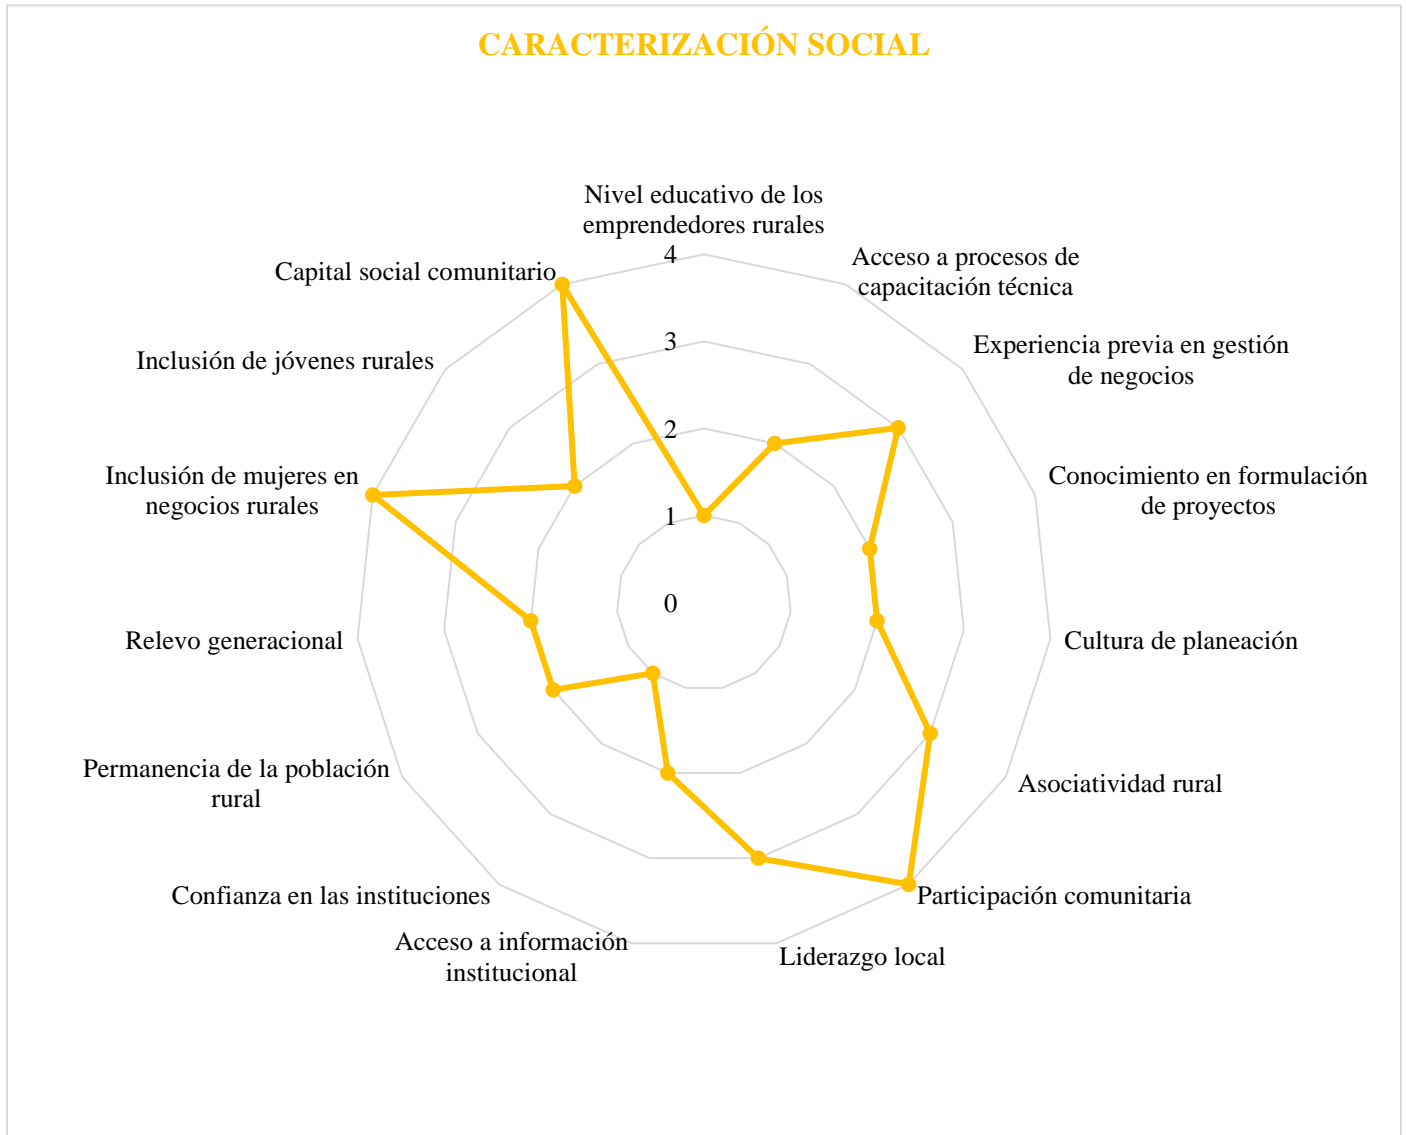 CARACTERIZACIÓN SOCIAL
Nivel educativo de los
emprendedores rurales
Acceso a procesos de
capacitación técnica
Experiencia previa en gestión
de negocios
Conocimiento en formulación
de proyectos
Cultura de planeación
Asociatividad rural
Participación comunitaria
Liderazgo local
Acceso a información
institucional
Confianza en las instituciones
Permanencia de la población
rural
Relevo generacional
Inclusión de mujeres en
negocios rurales
Inclusión de jóvenes rurales
Capital social comunitario
4
3
2
1
0